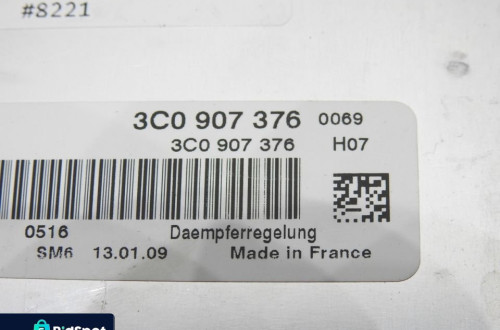 #8221
3C0 907 376 0069
3C0 907 376 H07
0516 Daempferregelung
SM6 13.01.09 Made in France
BidSpot